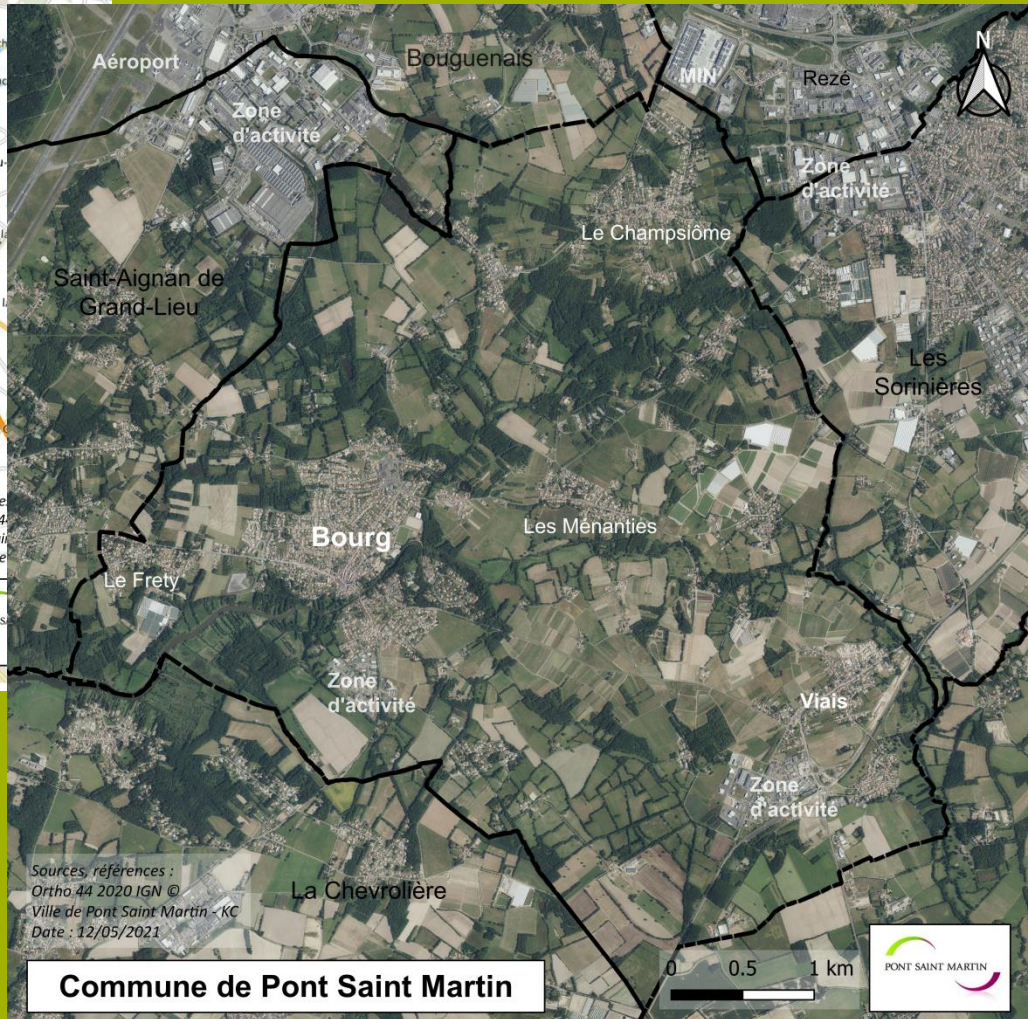 Aéroport
Bouguenais
N
MIN
Rezé
Zone
d'activité
Zone
d'activité
Le Champsiôme
Saint-Aignan de
Grand-Lieu
Les
Sorinières
Bourg
Les Ménanties
Le Frety
Zone
d'activité
Viais
Zone
d'activité
Sources, références :
Ortho 44 2020 IGN ©
Ville de Pont Saint Martin - KC
Date : 12/05/2021
La Chevrolière
Commune de Pont Saint Martin
0 0.5 1 km
PONT SAINT MARTIN